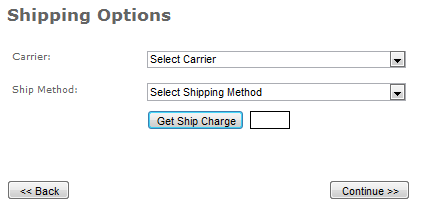 Shipping Options
Carrier: Select Carrier
Ship Method: Select Shipping Method
Get Ship Charge
<< Back Continue >>